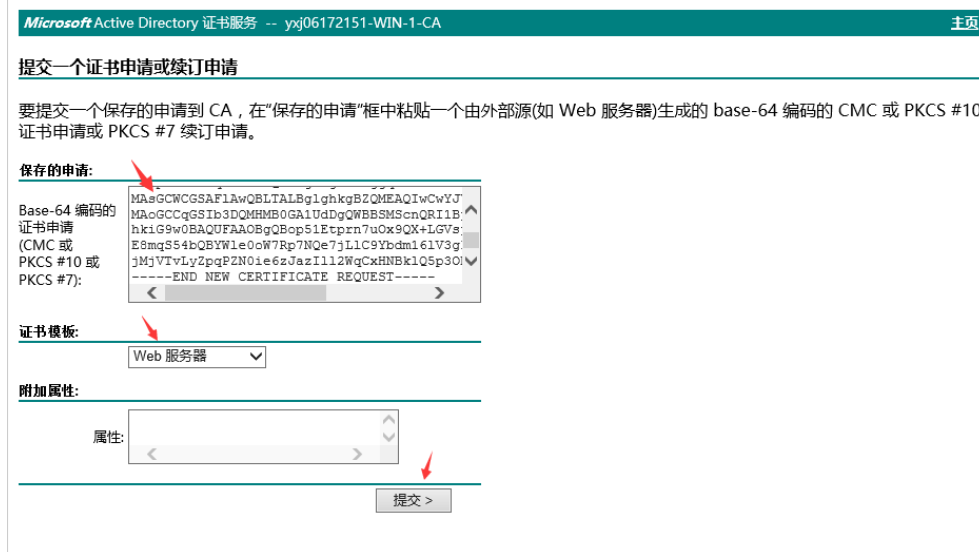 Microsoft Active Directory 证书服务 -- yxj06172151-WIN-1-CA 主页
提交一个证书申请或续订申请
要提交一个保存的申请到 CA，在"保存的申请"框中粘贴一个由外部源(如 Web 服务器)生成的 base-64 编码的 CMC 或 PKCS #10
证书申请或 PKCS #7 续订申请。
保存的申请:
Base-64 编码的
证书申请
(CMC 或
PKCS #10 或
PKCS #7):
MAsGCWCGSAFlAwQBLTALBglghkgBZQMEAQIwCwYJ
MAoGCCqGSIb3DQMHMB0GA1UdDgQWBBSMScnQRI1B
hkiG9w0BAQUFAAOBgQBop51Etprn7uOx9QX+LGVs
E8mqS54bQBYWle0oW7Rp7NQe7jLlC9Ybdm16lV3g
jMjVTvLyZpqPZN0ie6zJazIll2WqCxHNBklQ5p3O
-----END NEW CERTIFICATE REQUEST-----
证书模板:
Web 服务器
附加属性:
属性:
提交 >